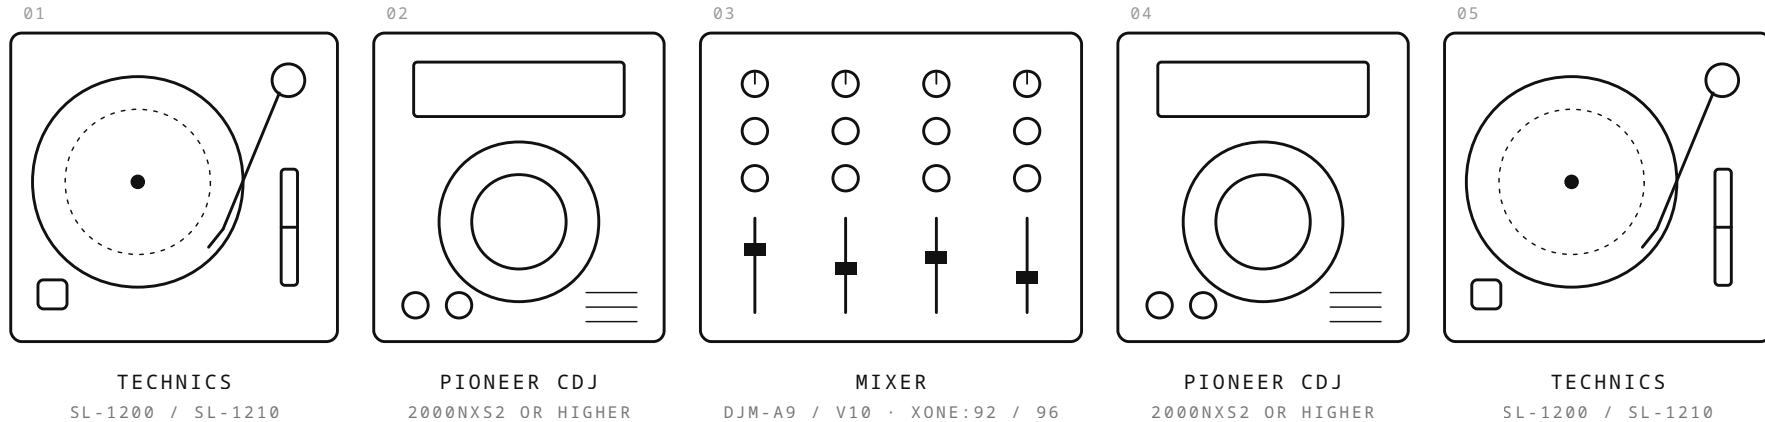 01
02
03
04
05
TECHNICS
PIONEER CDJ
MIXER
PIONEER CDJ
TECHNICS
SL-1200 / SL-1210
2000NXS2 OR HIGHER
DJM-A9 / V10 · XONE:92 / 96
2000NXS2 OR HIGHER
SL-1200 / SL-1210